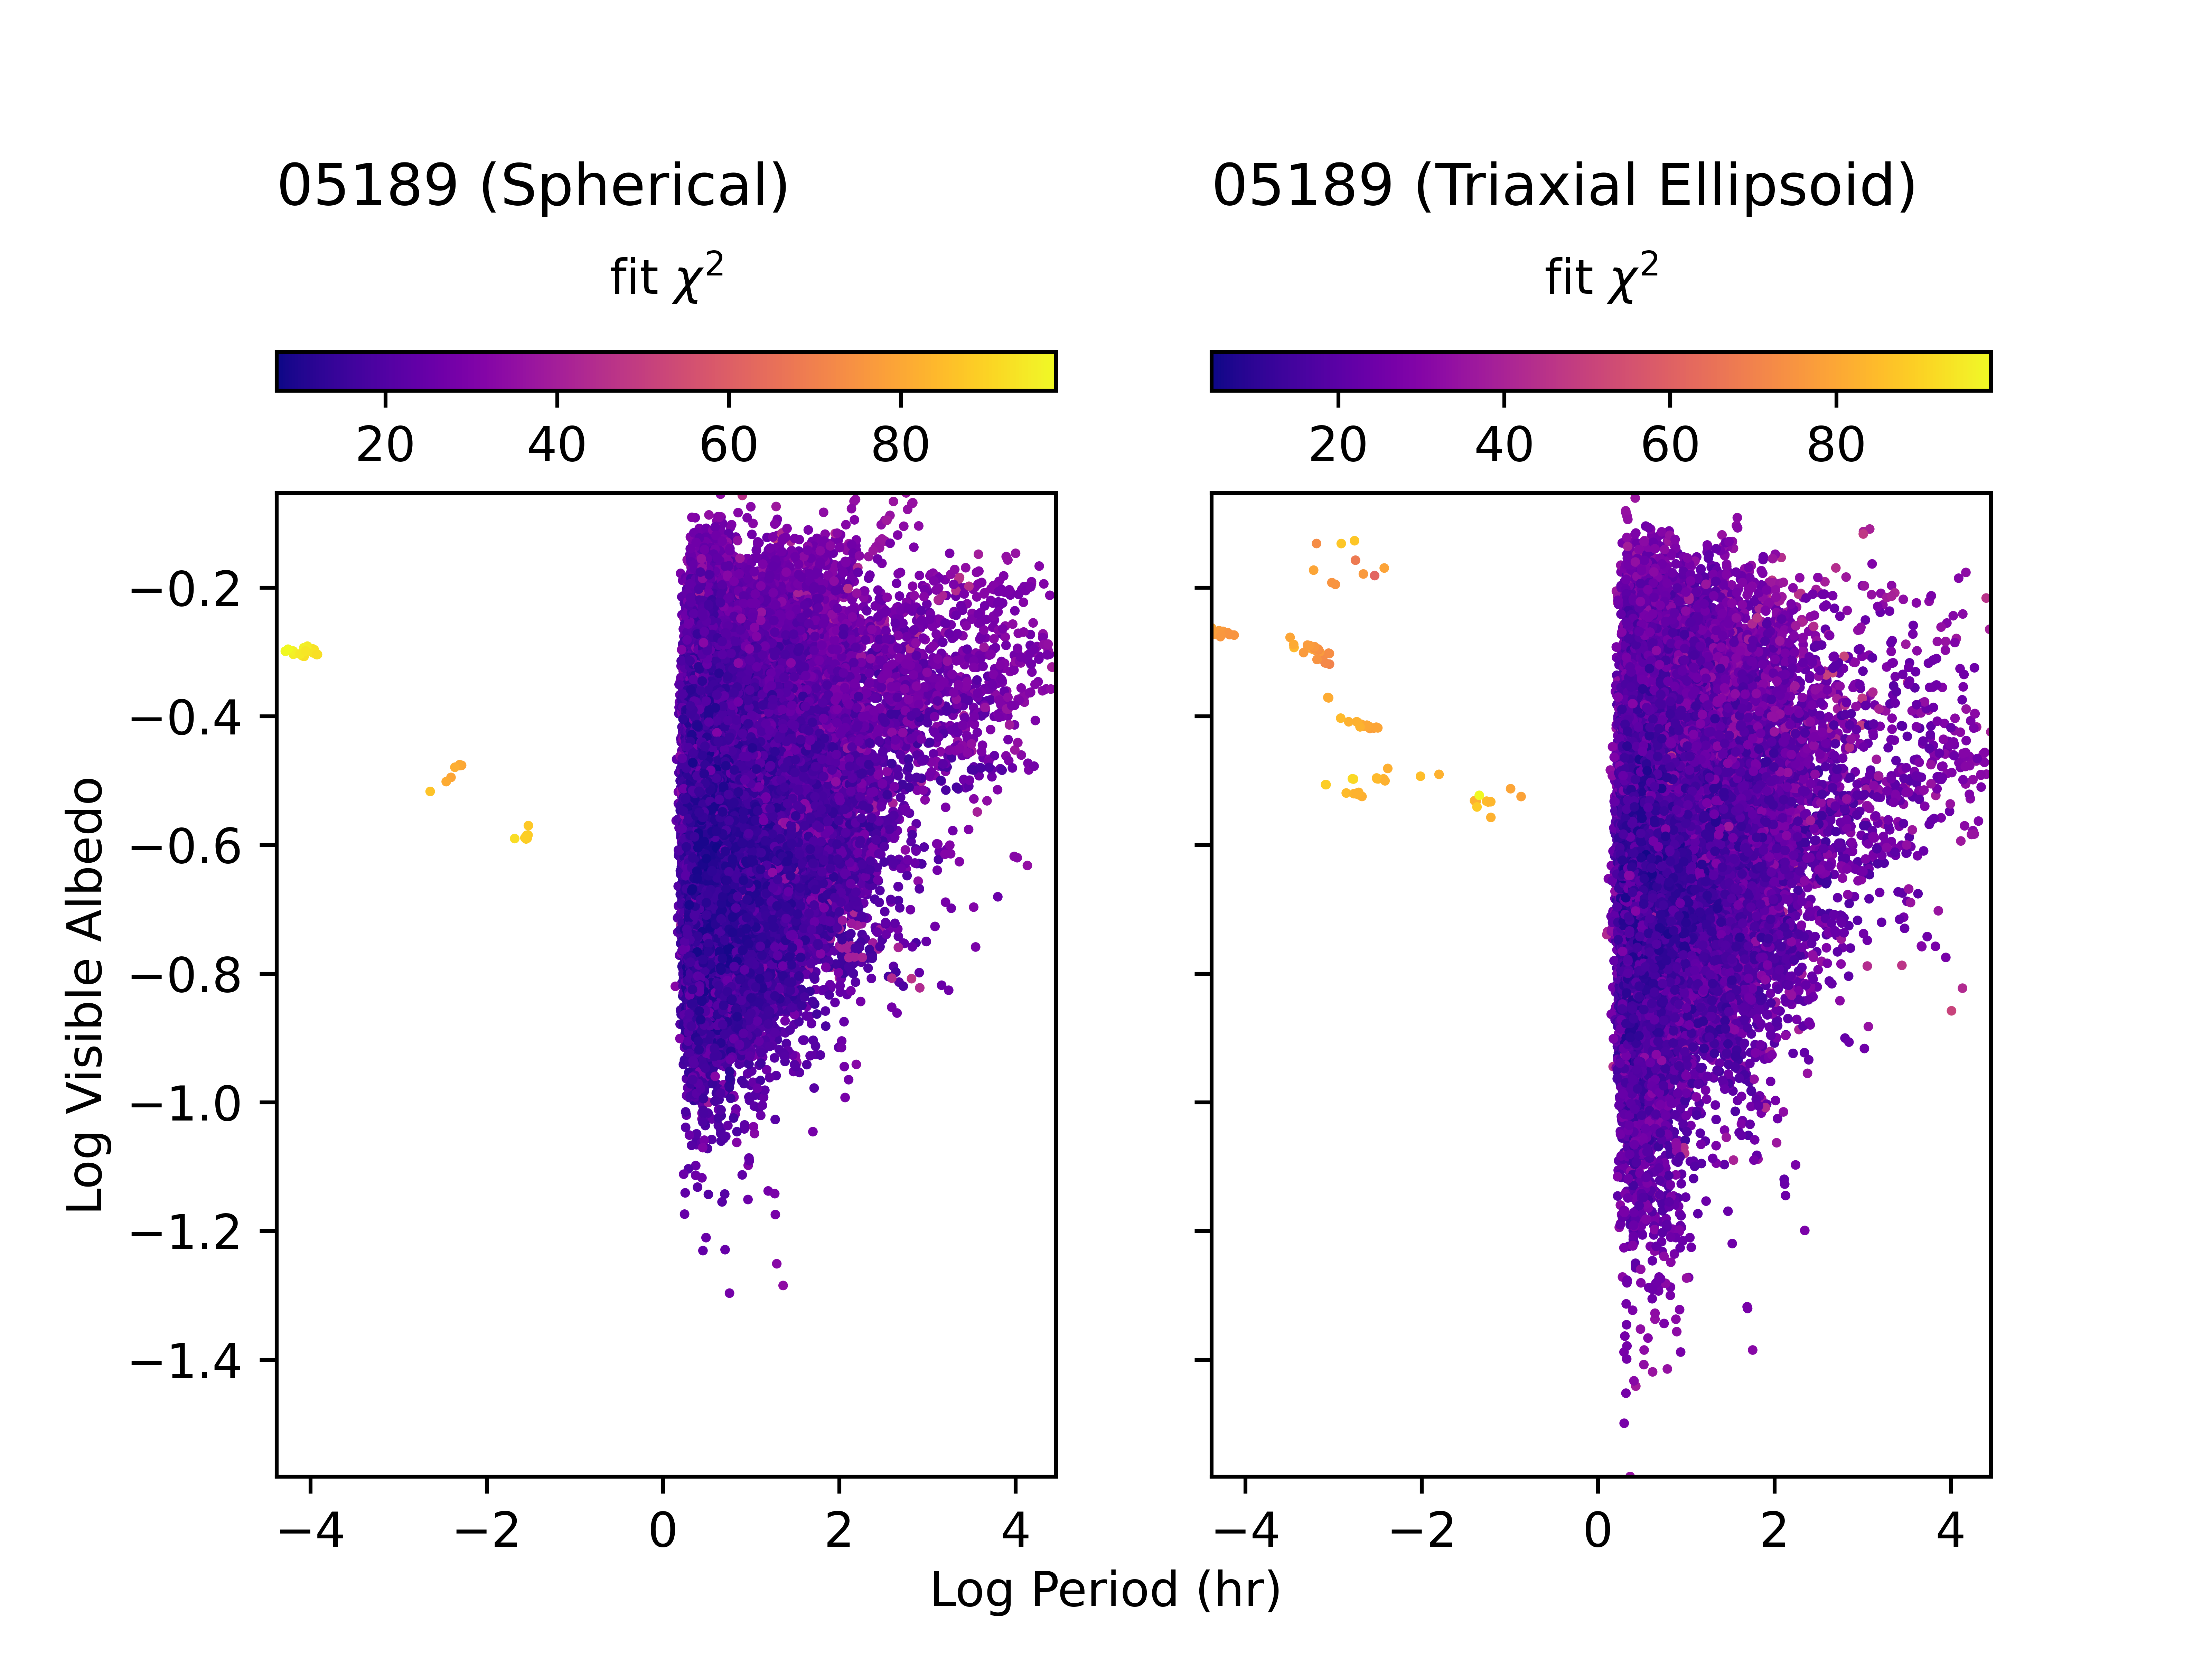 05189 (Spherical)
05189 (Triaxial Ellipsoid)
fit χ²
fit χ²
20 40 60 80
20 40 60 80
Log Visible Albedo
−0.2
−0.4
−0.6
−0.8
−1.0
−1.2
−1.4
−4 −2 0 2 4
−4 −2 0 2 4
Log Period (hr)